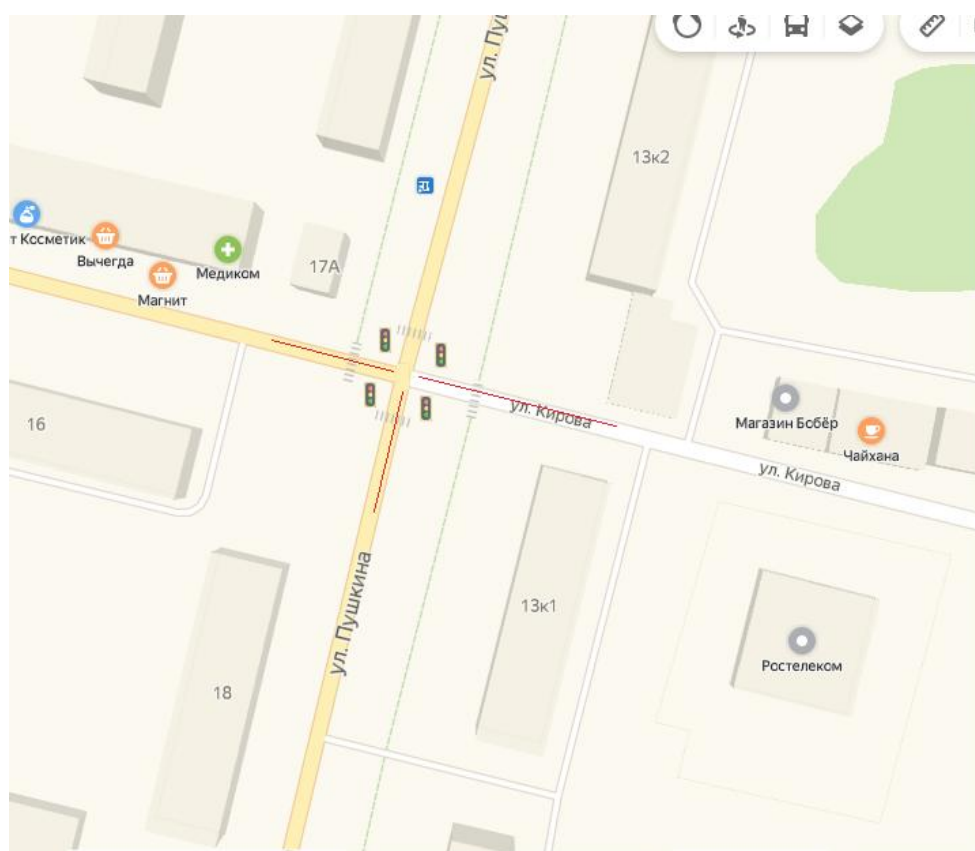 ул. Пу
13к2
т Косметик
Вычегда
Медиком
17А
Магнит
ул. Кирова
Магазин Бобёр
16
Чайхана
ул. Кирова
13к1
ул. Пушкина
Ростелеком
18